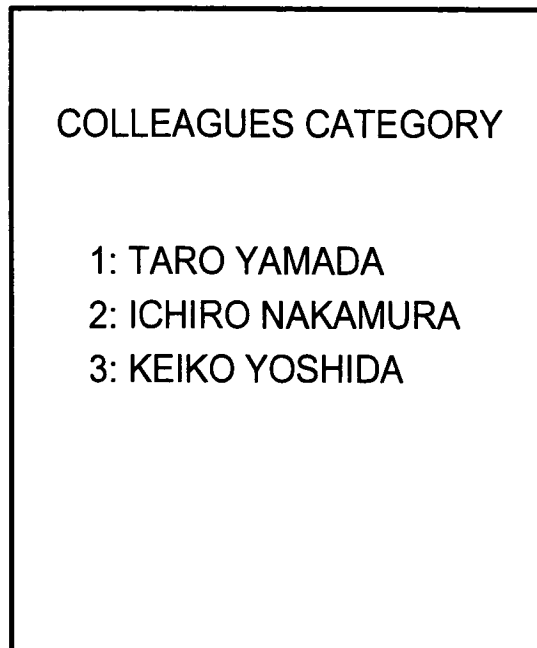 COLLEAGUES CATEGORY
1: TARO YAMADA
2: ICHIRO NAKAMURA
3: KEIKO YOSHIDA